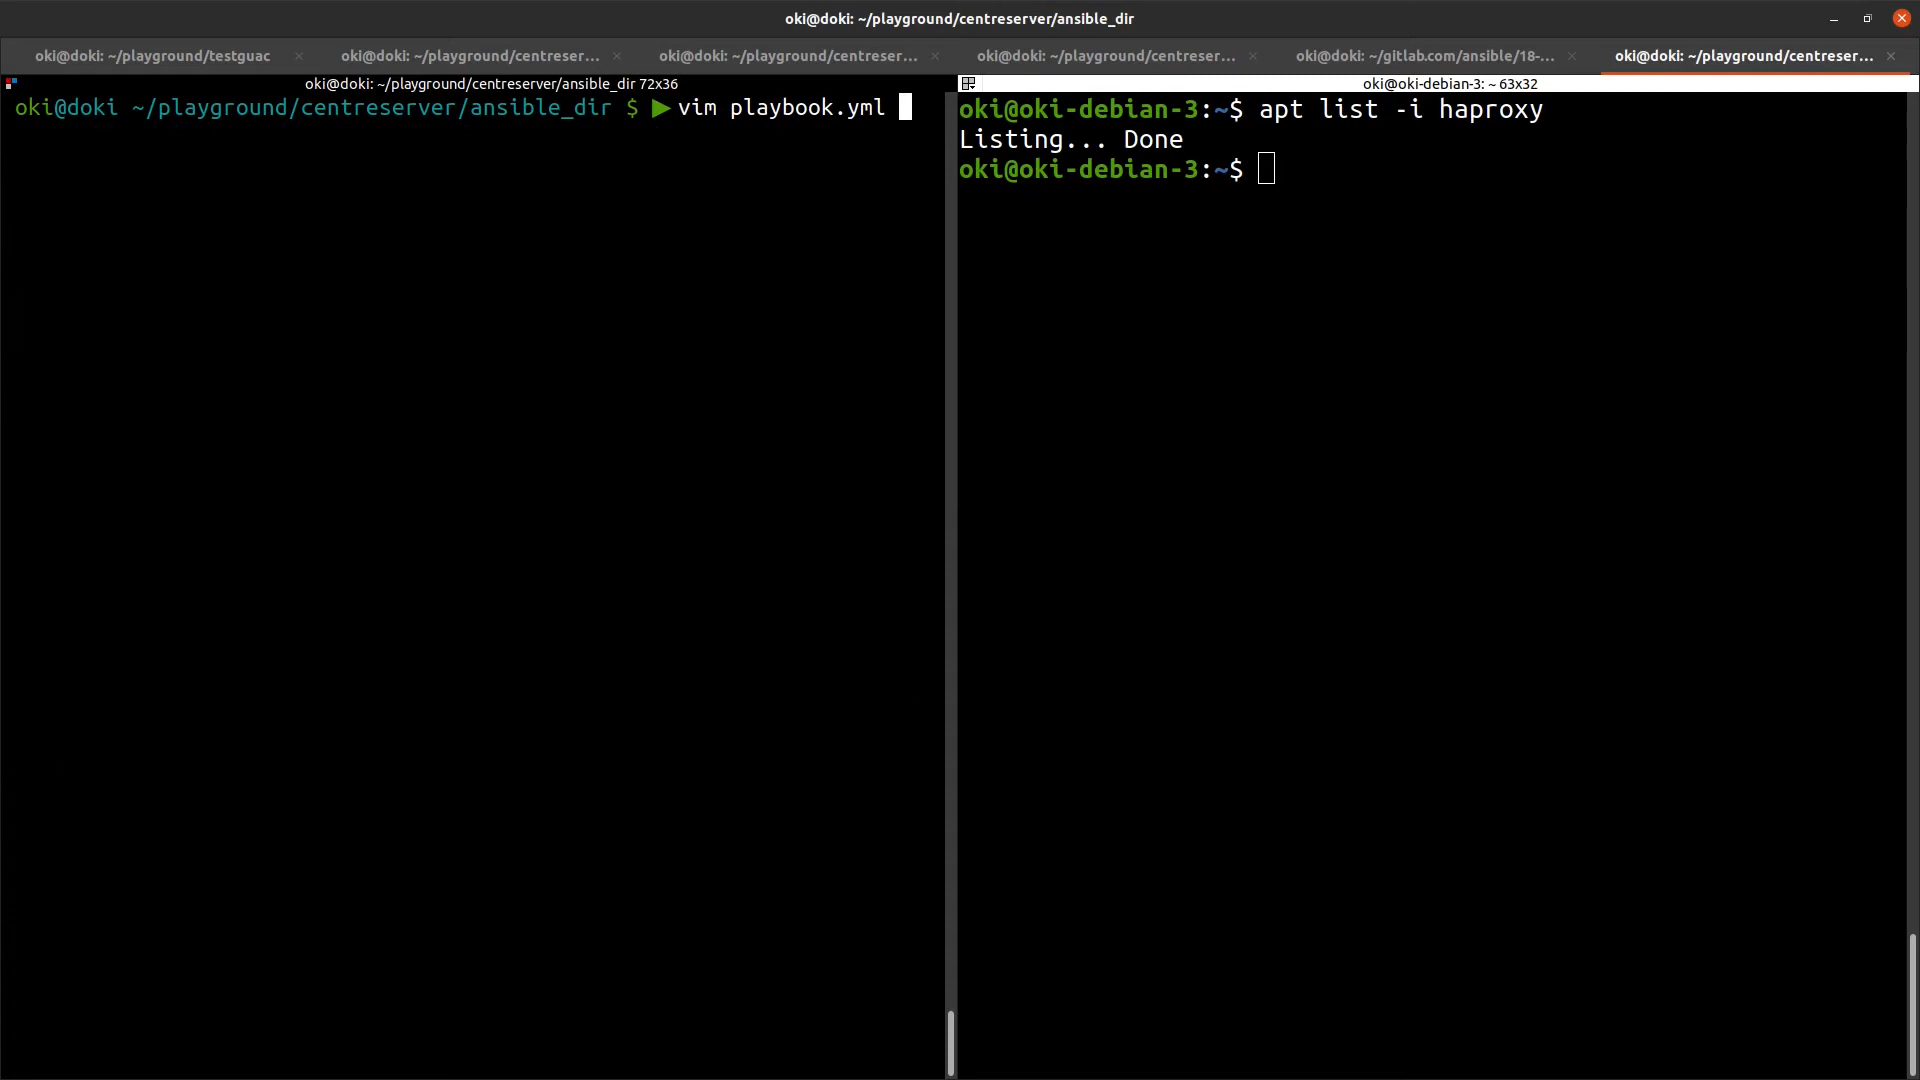 oki@doki: ~/playground/centreserver/ansible_dir
oki@doki: ~/playground/testguac × oki@doki: ~/playground/centreser... × oki@doki: ~/playground/centreser... × oki@doki: ~/playground/centreser... × oki@doki: ~/gitlab.com/ansible/18-... × oki@doki: ~/playground/centreser... ×
oki@doki: ~/playground/centreserver/ansible_dir 72x36
oki@doki ~/playground/centreserver/ansible_dir $ ▶vim playbook.yml
oki@oki-debian-3: ~ 63x32
oki@oki-debian-3:~$ apt list -i haproxy
Listing... Done
oki@oki-debian-3:~$